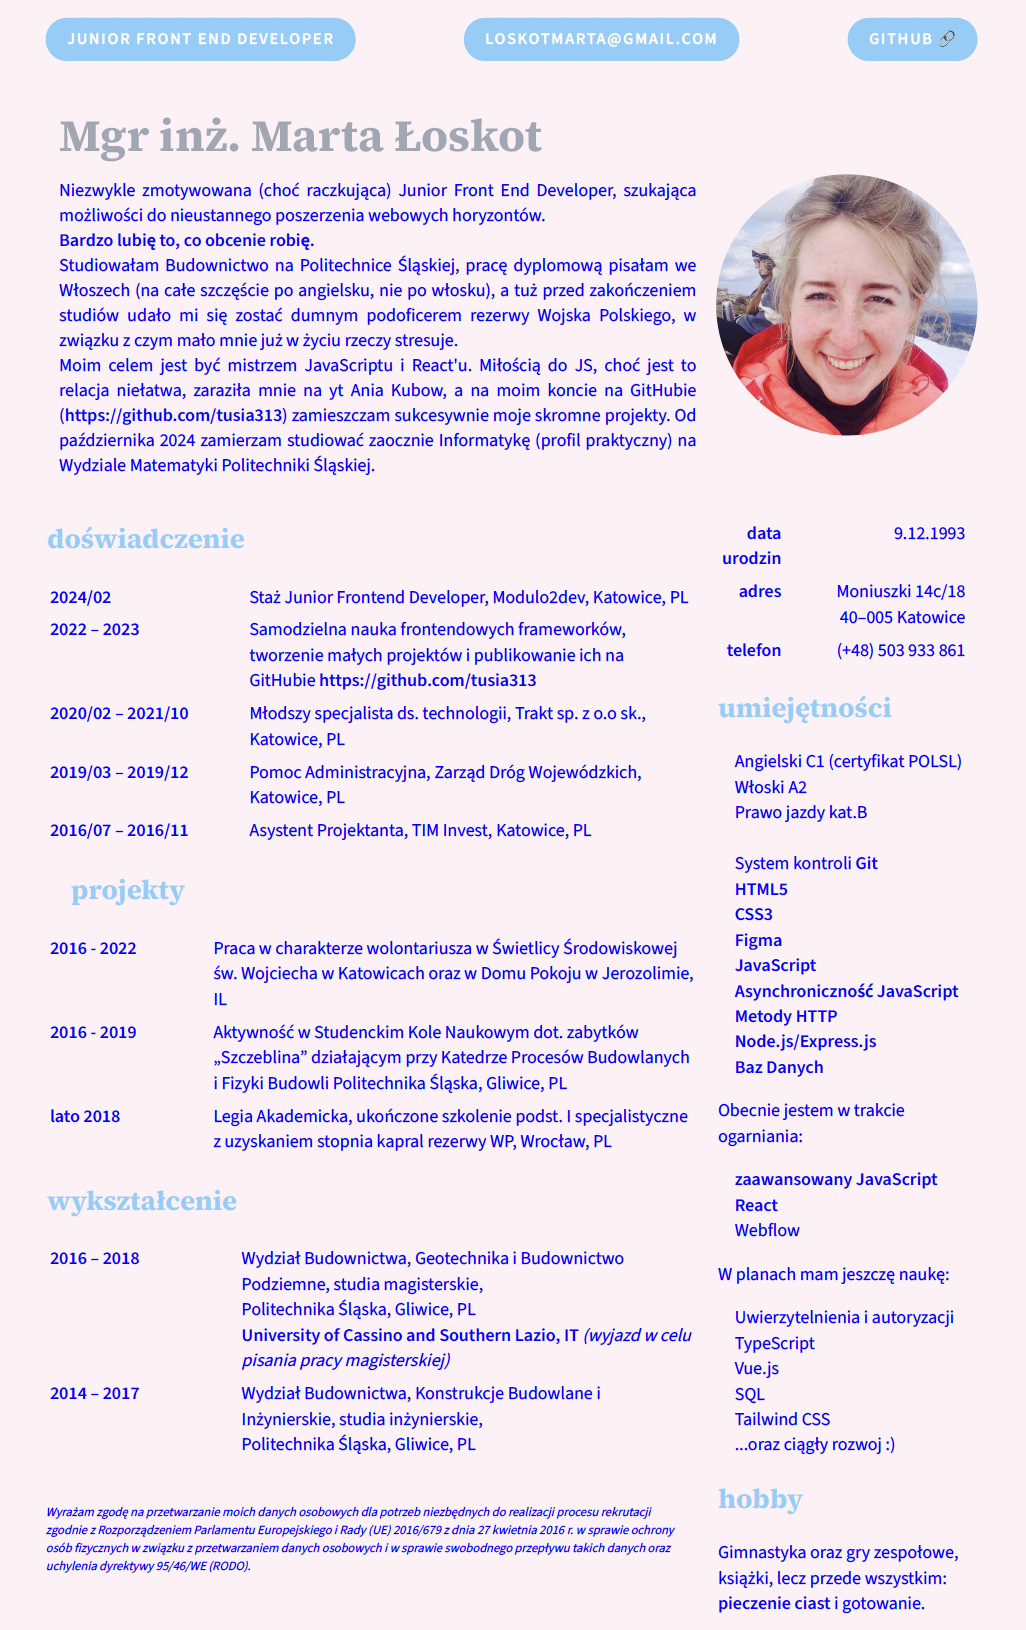 JUNIOR FRONT END DEVELOPER
LOSKOTMARTA@GMAIL.COM
GITHUB
Mgr inż. Marta Łoskot
Niezwykle zmotywowana (choć raczkująca) Junior Front End Developer, szukająca
możliwości do nieustannego poszerzenia webowych horyzontów.
Bardzo lubię to, co obcenie robię.
Studiowałam Budownictwo na Politechnice Śląskiej, pracę dyplomową pisałam we
Włoszech (na całe szczęście po angielsku, nie po włosku), a tuż przed zakończeniem
studiów udało mi się zostać dumnym podoficerem rezerwy Wojska Polskiego, w
związku z czym mało mnie już w życiu rzeczy stresuje.
Moim celem jest być mistrzem JavaScriptu i React'u. Miłością do JS, choć jest to
relacja niełatwa, zaraziła mnie na yt Ania Kubow, a na moim koncie na GitHubie
(https://github.com/tusia313) zamieszczam sukcesywnie moje skromne projekty. Od
października 2024 zamierzam studiować zaocznie Informatykę (profil praktyczny) na
Wydziale Matematyki Politechniki Śląskiej.
doświadczenie
2024/02 Staż Junior Frontend Developer, Modulo2dev, Katowice, PL
2022 – 2023 Samodzielna nauka frontendowych frameworków,
tworzenie małych projektów i publikowanie ich na
GitHubie https://github.com/tusia313
2020/02 – 2021/10 Młodszy specjalista ds. technologii, Trakt sp. z o.o sk.,
Katowice, PL
2019/03 – 2019/12 Pomoc Administracyjna, Zarząd Dróg Wojewódzkich,
Katowice, PL
2016/07 – 2016/11 Asystent Projektanta, TIM Invest, Katowice, PL
projekty
2016 - 2022 Praca w charakterze wolontariusza w Świetlicy Środowiskowej
św. Wojciecha w Katowicach oraz w Domu Pokoju w Jerozolimie,
IL
2016 - 2019 Aktywność w Studenckim Kole Naukowym dot. zabytków
„Szczeblina” działającym przy Katedrze Procesów Budowlanych
i Fizyki Budowli Politechnika Śląska, Gliwice, PL
lato 2018 Legia Akademicka, ukończone szkolenie podst. I specjalistyczne
z uzyskaniem stopnia kapral rezerwy WP, Wrocław, PL
wykształcenie
2016 – 2018 Wydział Budownictwa, Geotechnika i Budownictwo
Podziemne, studia magisterskie,
Politechnika Śląska, Gliwice, PL
University of Cassino and Southern Lazio, IT (wyjazd w celu
pisania pracy magisterskiej)
2014 – 2017 Wydział Budownictwa, Konstrukcje Budowlane i
Inżynierskie, studia inżynierskie,
Politechnika Śląska, Gliwice, PL
Wyrażam zgodę na przetwarzanie moich danych osobowych dla potrzeb niezbędnych do realizacji procesu rekrutacji
zgodnie z Rozporządzeniem Parlamentu Europejskiego i Rady (UE) 2016/679 z dnia 27 kwietnia 2016 r. w sprawie ochrony
osób fizycznych w związku z przetwarzaniem danych osobowych i w sprawie swobodnego przepływu takich danych oraz
uchylenia dyrektywy 95/46/WE (RODO).
data 9.12.1993
urodzin
adres Moniuszki 14c/18
40–005 Katowice
telefon (+48) 503 933 861
umiejętności
Angielski C1 (certyfikat POLSL)
Włoski A2
Prawo jazdy kat.B
System kontroli Git
HTML5
CSS3
Figma
JavaScript
Asynchroniczność JavaScript
Metody HTTP
Node.js/Express.js
Baz Danych
Obecnie jestem w trakcie
ogarniania:
zaawansowany JavaScript
React
Webflow
W planach mam jeszczę naukę:
Uwierzytelnienia i autoryzacji
TypeScript
Vue.js
SQL
Tailwind CSS
...oraz ciągły rozwoj :)
hobby
Gimnastyka oraz gry zespołowe,
książki, lecz przede wszystkim:
pieczenie ciast i gotowanie.